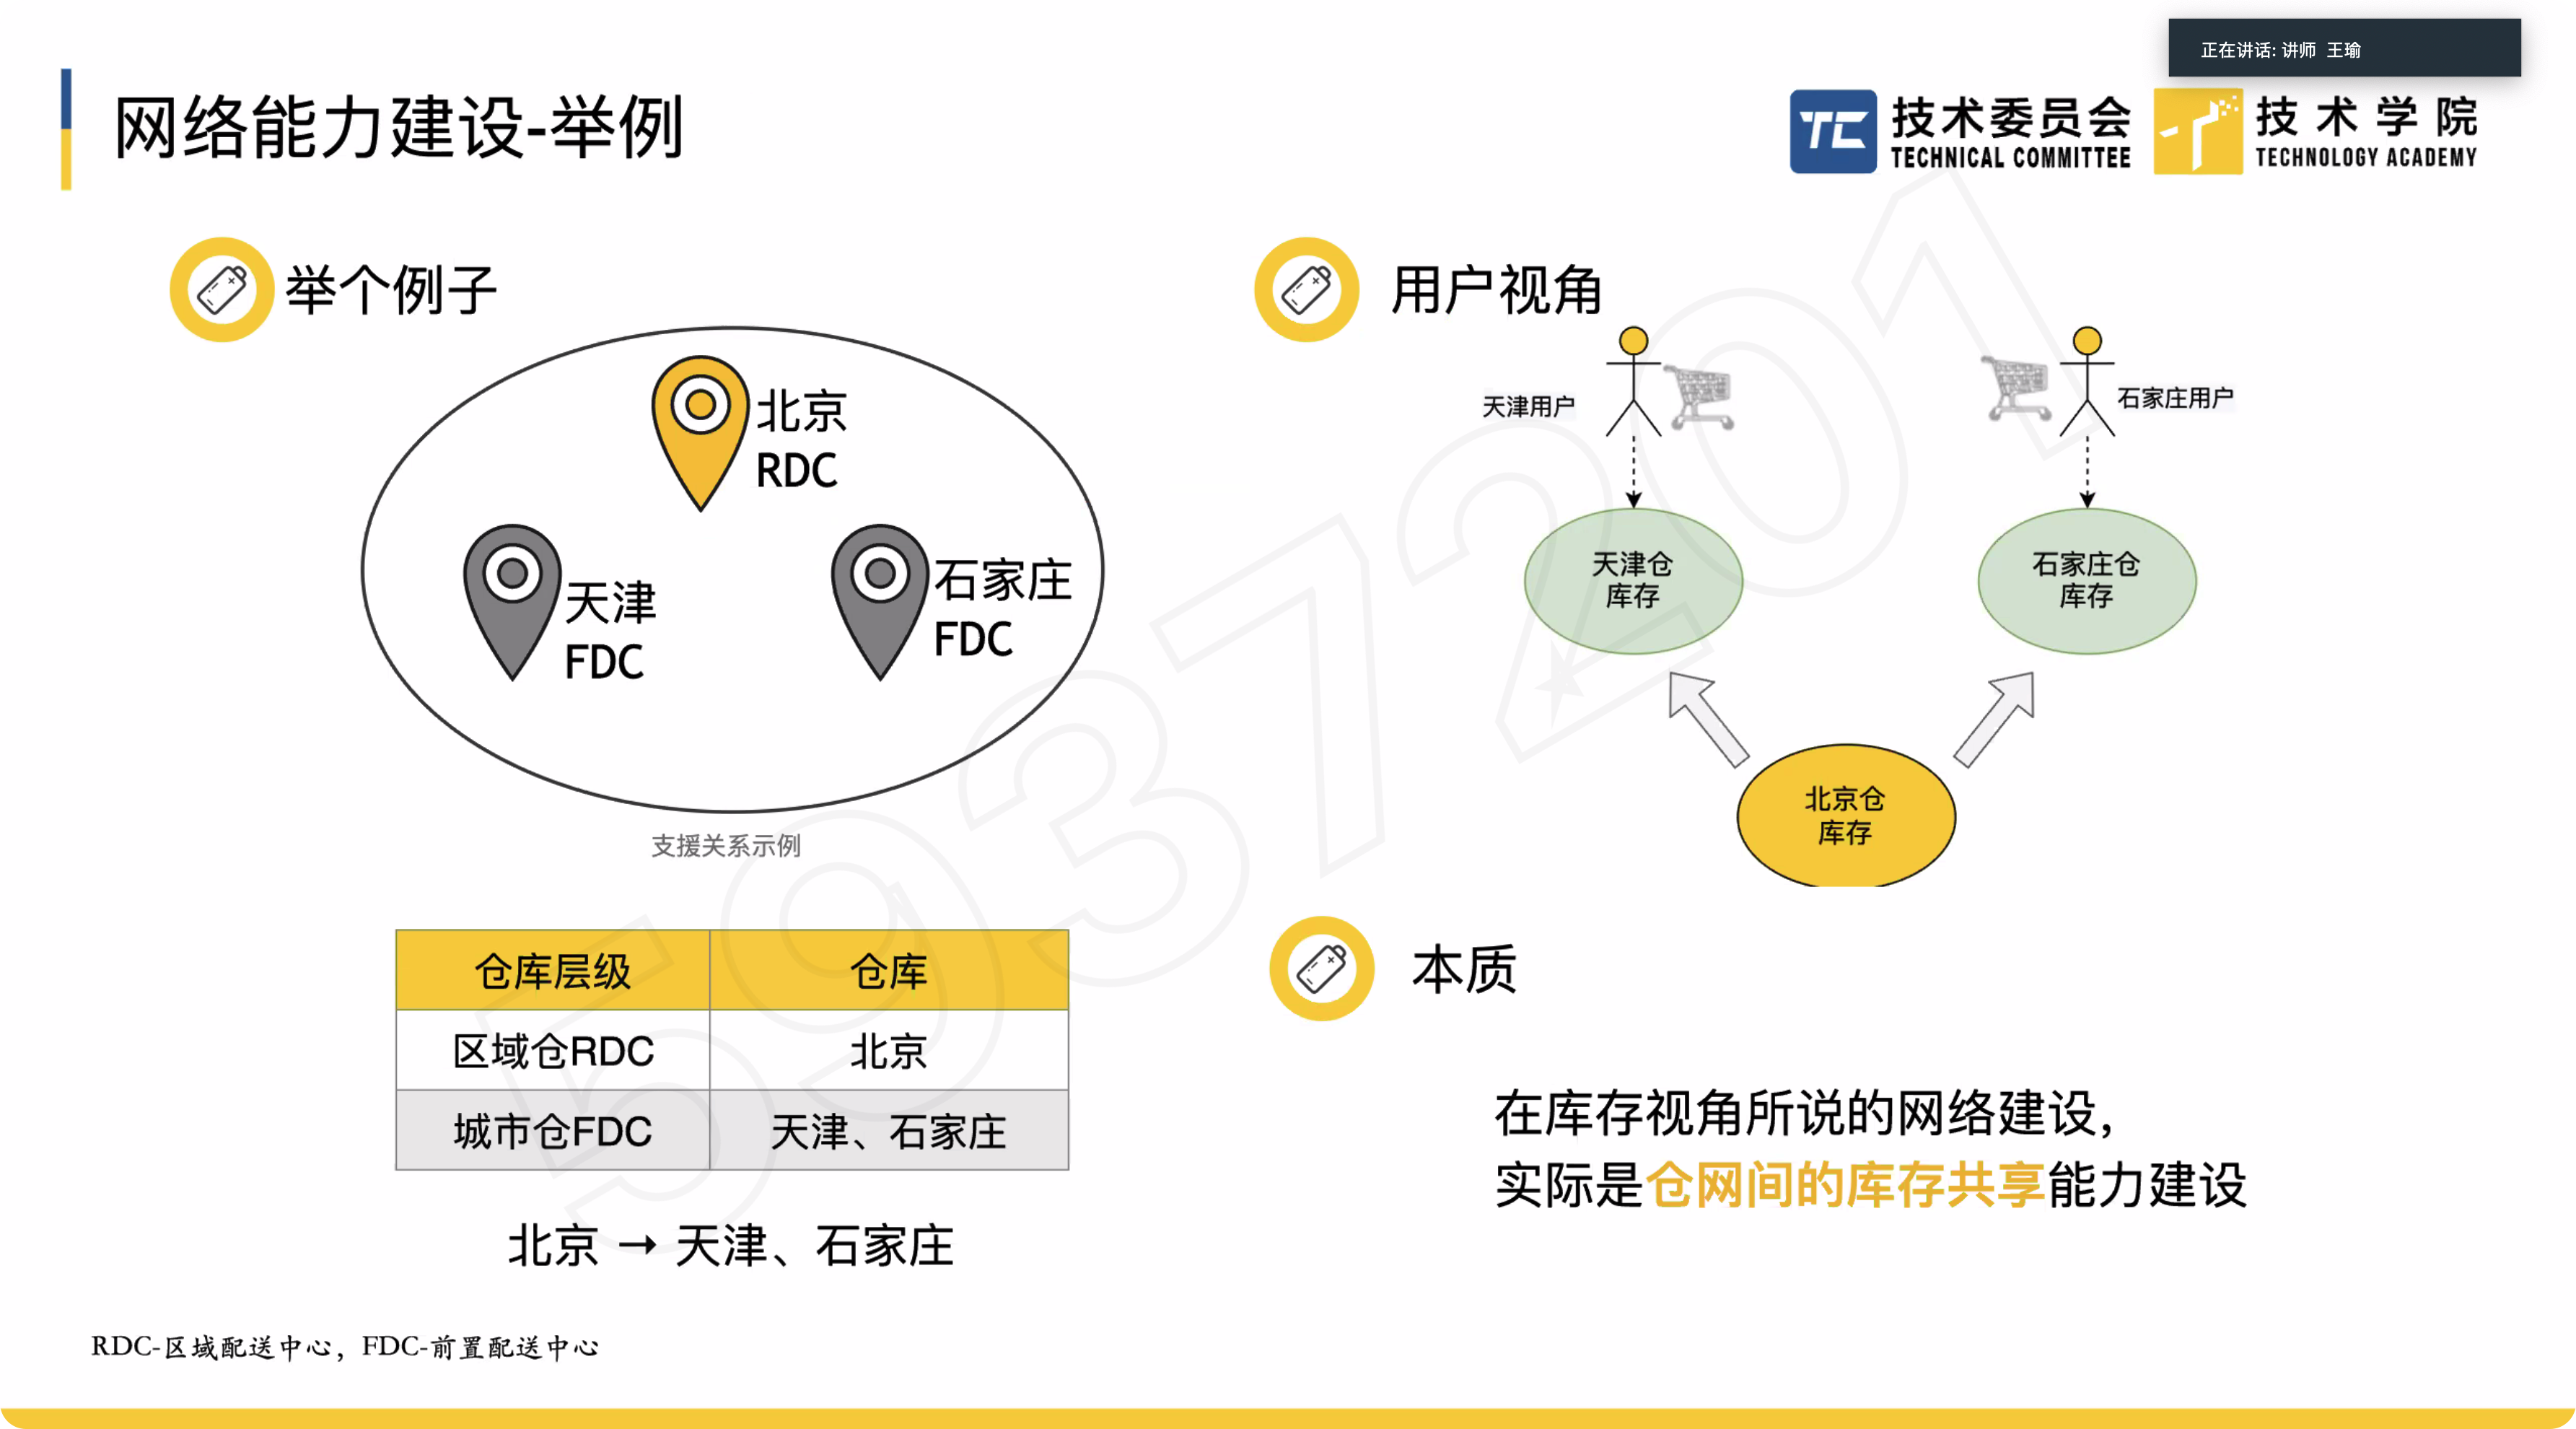 正在讲话: 讲师 王瑜
网络能力建设-举例
TC
技术委员会
TECHNICAL COMMITTEE
技术学院
TECHNOLOGY ACADEMY
举个例子
北京
RDC
天津
FDC
石家庄
FDC
支援关系示例
仓库层级 仓库
区域仓RDC 北京
城市仓FDC 天津、石家庄
北京 → 天津、石家庄
用户视角
天津用户
石家庄用户
天津仓
库存
石家庄仓
库存
北京仓
库存
本质
在库存视角所说的网络建设,
实际是仓网间的库存共享能力建设
RDC-区域配送中心，FDC-前置配送中心
5937201